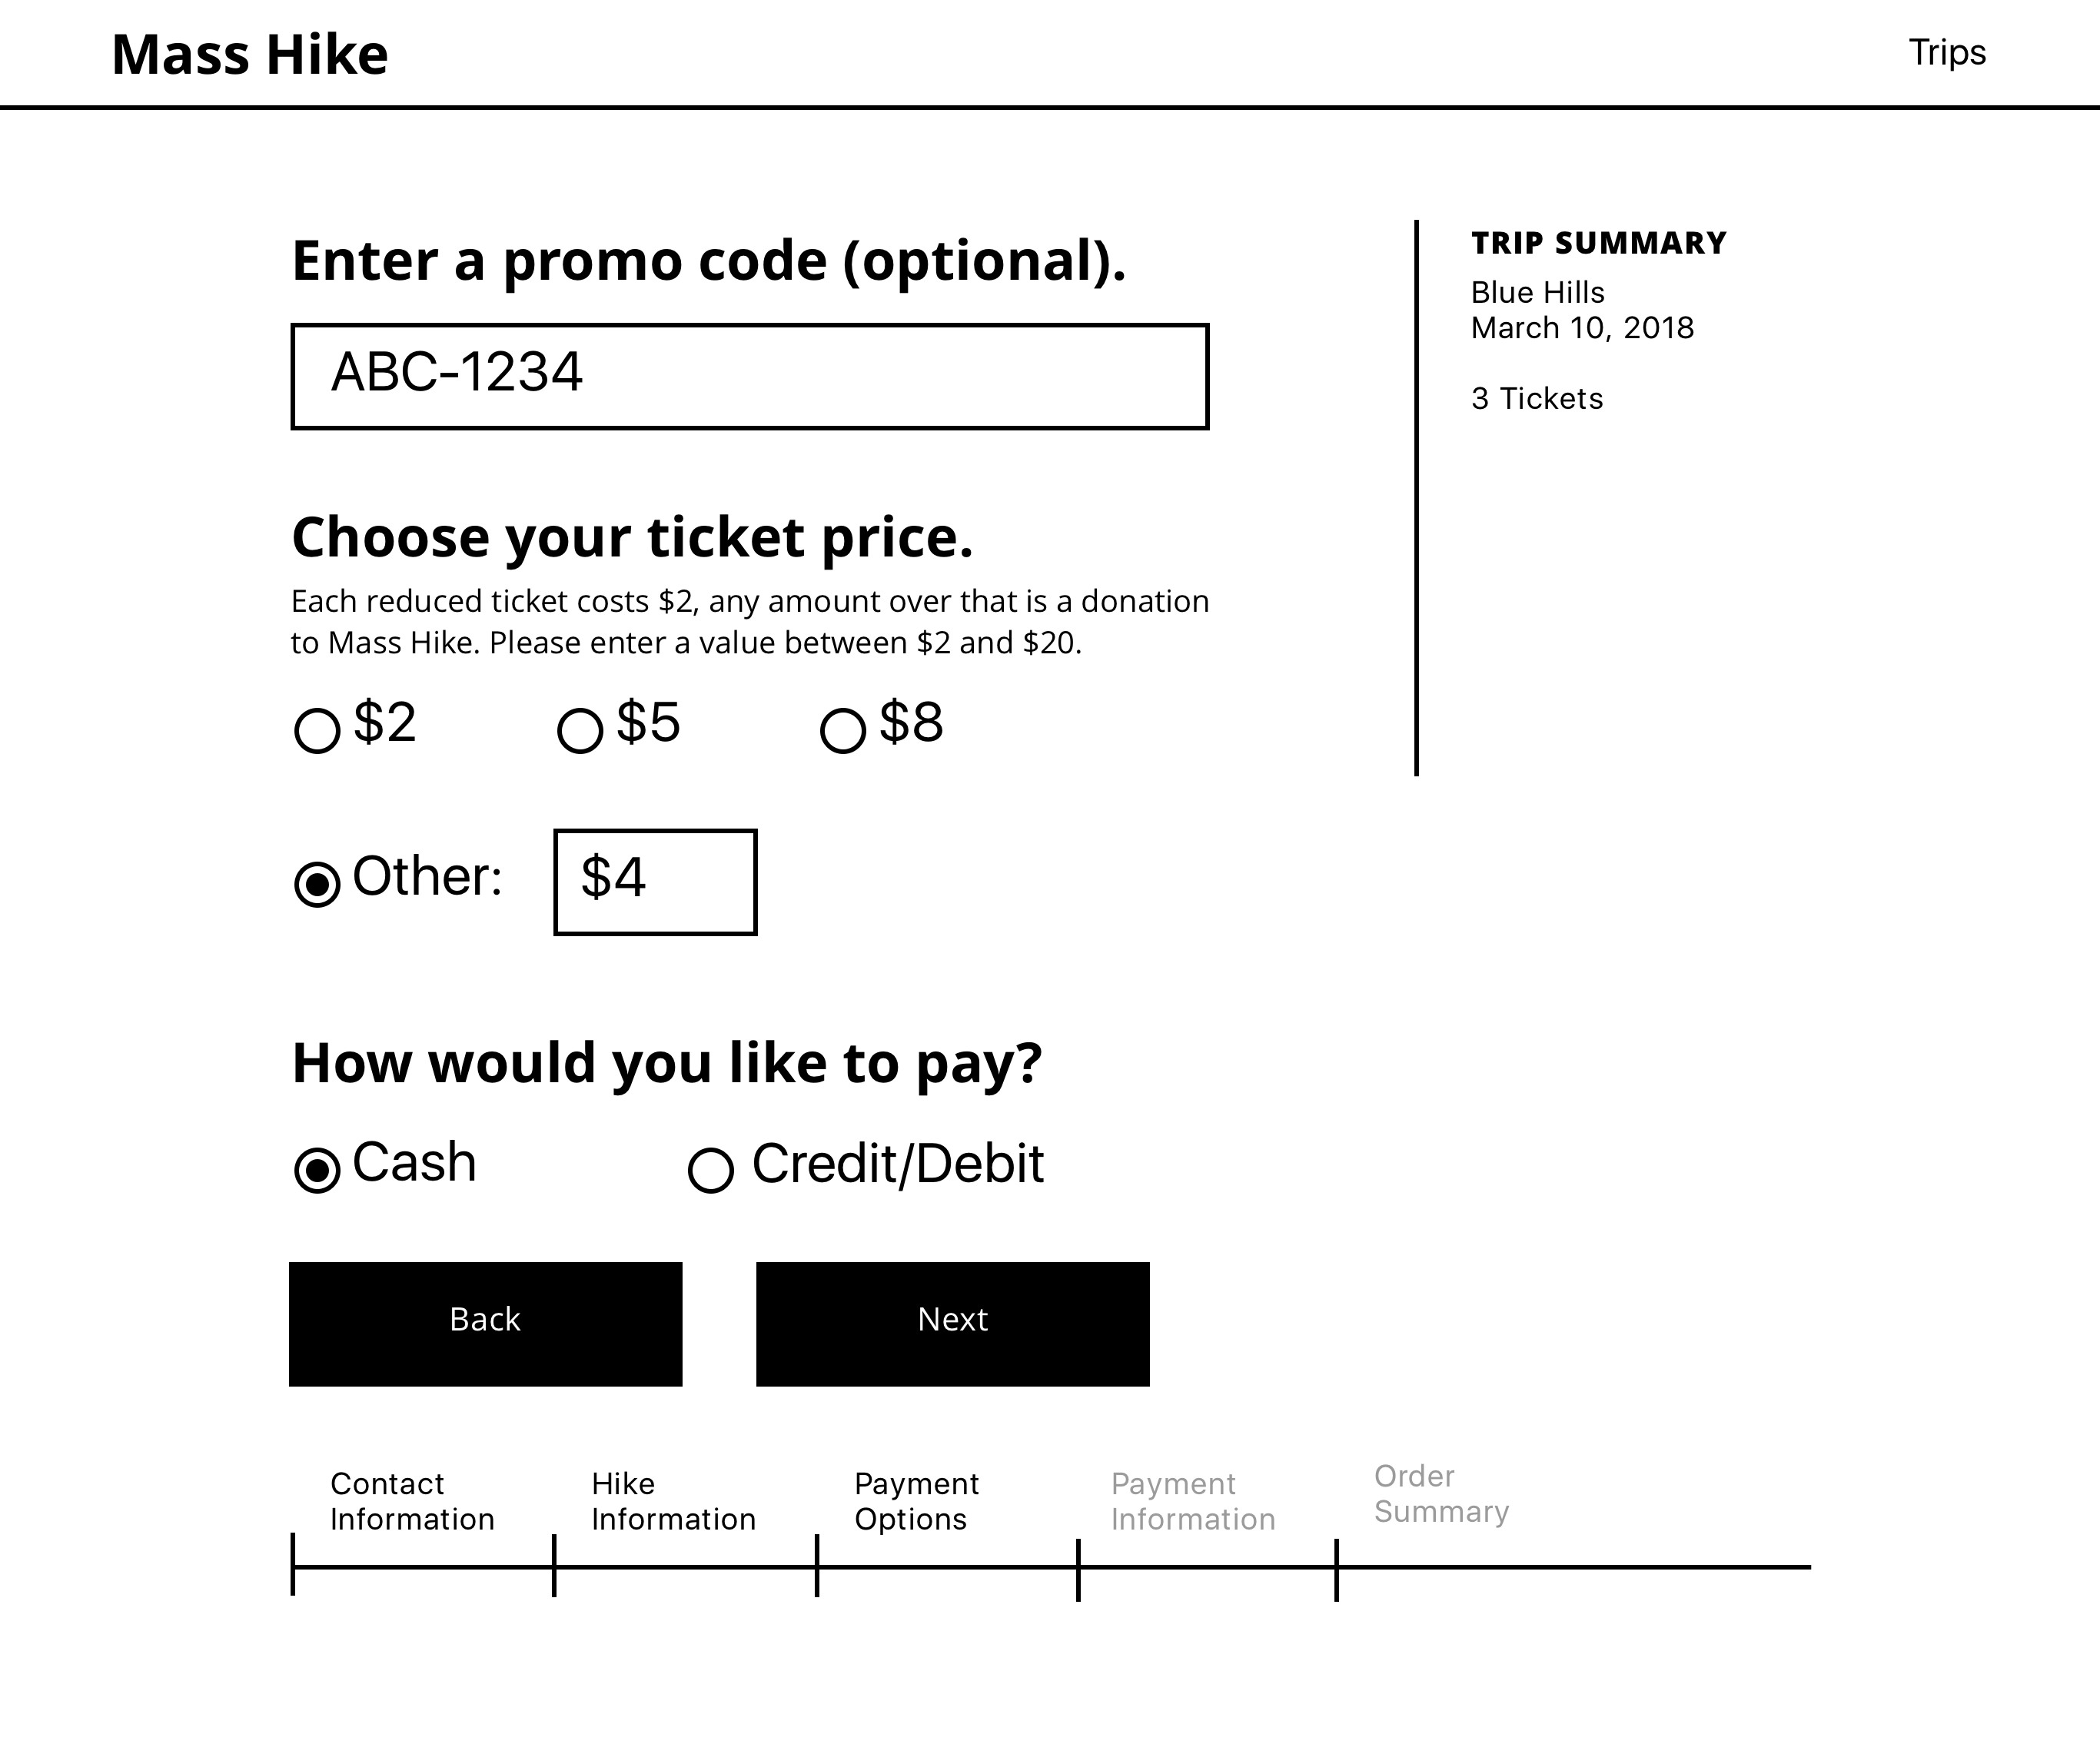 Mass Hike
Trips
Enter a promo code (optional).
ABC-1234
Choose your ticket price.
Each reduced ticket costs $2, any amount over that is a donation
to Mass Hike. Please enter a value between $2 and $20.
$2
$5
$8
Other:
$4
How would you like to pay?
Cash
Credit/Debit
Back
Next
TRIP SUMMARY
Blue Hills
March 10, 2018
3 Tickets
Contact
Information
Hike
Information
Payment
Options
Payment
Information
Order
Summary